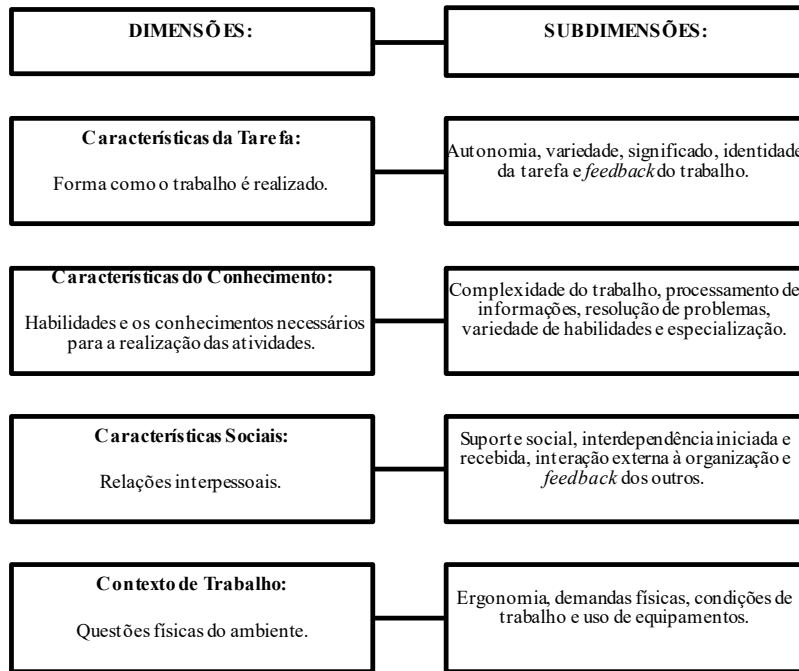 DIMENSÕES:
SUBDIMENSÕES:
Características da Tarefa:
Forma como o trabalho é realizado.
Autonomia, variedade, significado, identidade
da tarefa e feedback do trabalho.
Características do Conhecimento:
Habilidades e os conhecimentos necessários
para a realização das atividades.
Complexidade do trabalho, processamento de
informações, resolução de problemas,
variedade de habilidades e especialização.
Características Sociais:
Relações interpessoais.
Suporte social, interdependência iniciada e
recebida, interação externa à organização e
feedback dos outros.
Contexto de Trabalho:
Questões físicas do ambiente.
Ergonomia, demandas físicas, condições de
trabalho e uso de equipamentos.